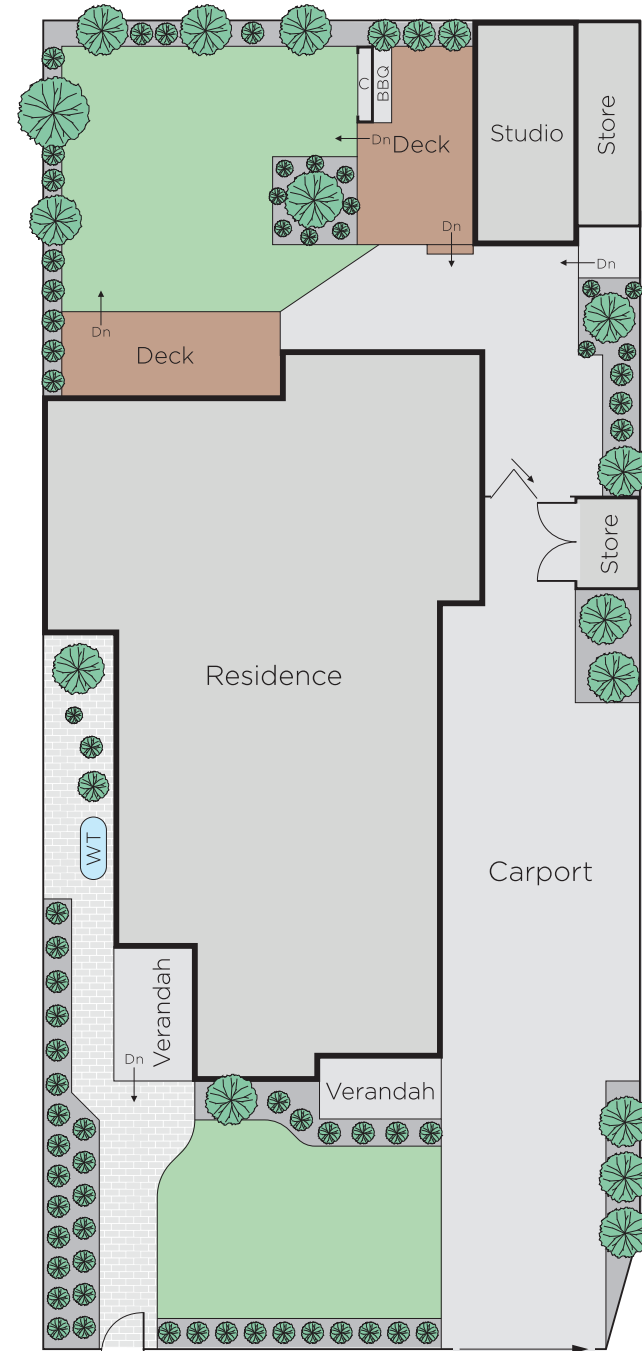 C
BBQ
Dn
Deck
Studio
Store
Dn
Dn
Dn
Deck
Store
Residence
WT
Carport
Verandah
Dn
Verandah